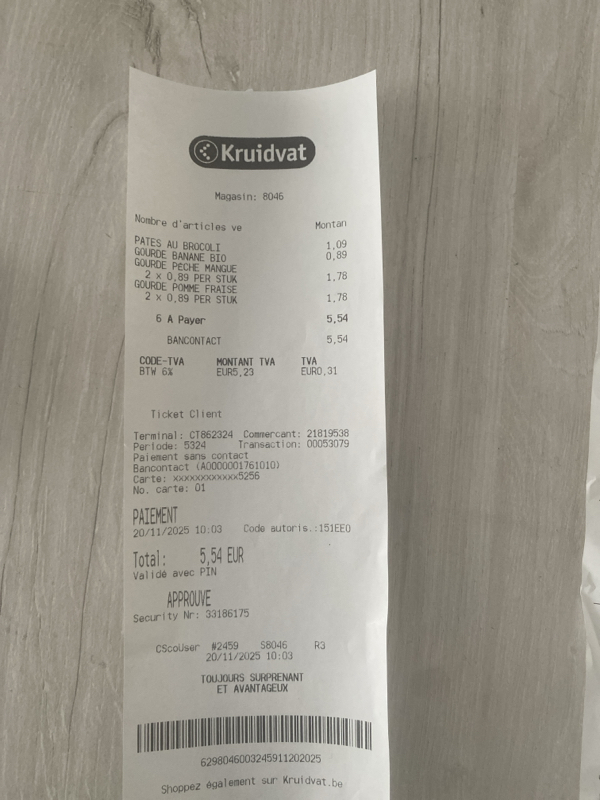 Kruidvat
Magasin: 8046
Nombre d'articles ve Montan
PATES AU BROCOLI 1,09
GOURDE BANANE BIO 0,89
GOURDE PECHE MANGUE
2 x 0,89 PER STUK 1,78
GOURDE POMME FRAISE
2 x 0,89 PER STUK 1,78
6 A Payer 5,54
BANCONTACT 5,54
CODE-TVA MONTANT TVA TVA
BTW 6% EUR5,23 EUR0,31
Ticket Client
Terminal: CT862324 Commercant: 21819538
Periode: 5324 Transaction: 00053079
Paiement sans contact
Bancontact (A0000001761010)
Carte: xxxxxxxxxxxx5256
No. carte: 01
PAIEMENT
20/11/2025 10:03 Code autoris.:151EE0
Total: 5,54 EUR
Validé avec PIN
APPROUVE
Security Nr: 33186175
CScoUser #2459 S8046 R3
20/11/2025 10:03
TOUJOURS SURPRENANT
ET AVANTAGEUX
6298046003245911202025
Shoppez également sur Kruidvat.be